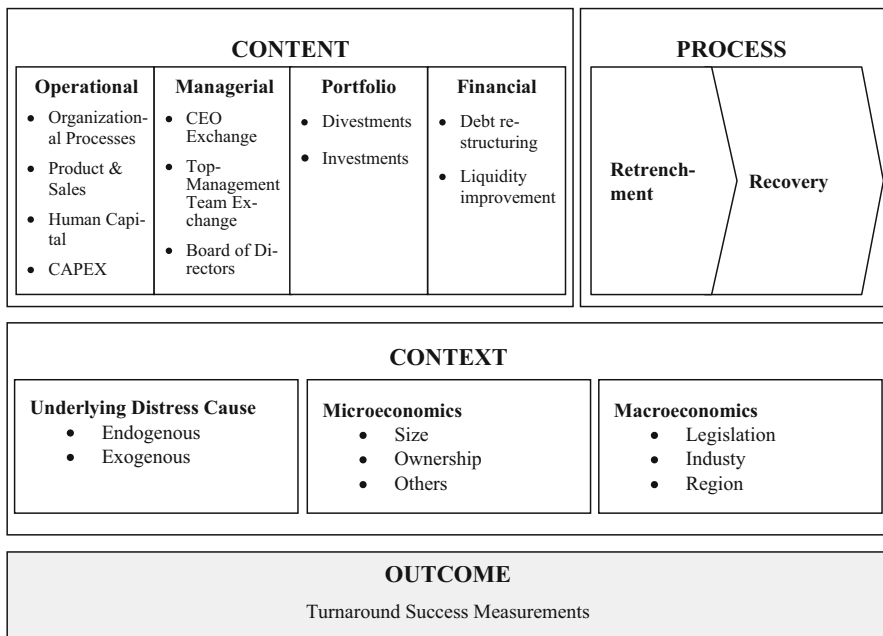 CONTENT
Operational
• Organization-
al Processes
• Product &
Sales
• Human Capi-
tal
• CAPEX
Managerial
• CEO
Exchange
• Top-
Management
Team Ex-
change
• Board of Di-
rectors
Portfolio
• Divestments
• Investments
Financial
• Debt re-
structuring
• Liquidity
improvement
PROCESS
Retrench-
ment
Recovery
CONTEXT
Underlying Distress Cause
• Endogenous
• Exogenous
Microeconomics
• Size
• Ownership
• Others
Macroeconomics
• Legislation
• Industy
• Region
OUTCOME
Turnaround Success Measurements